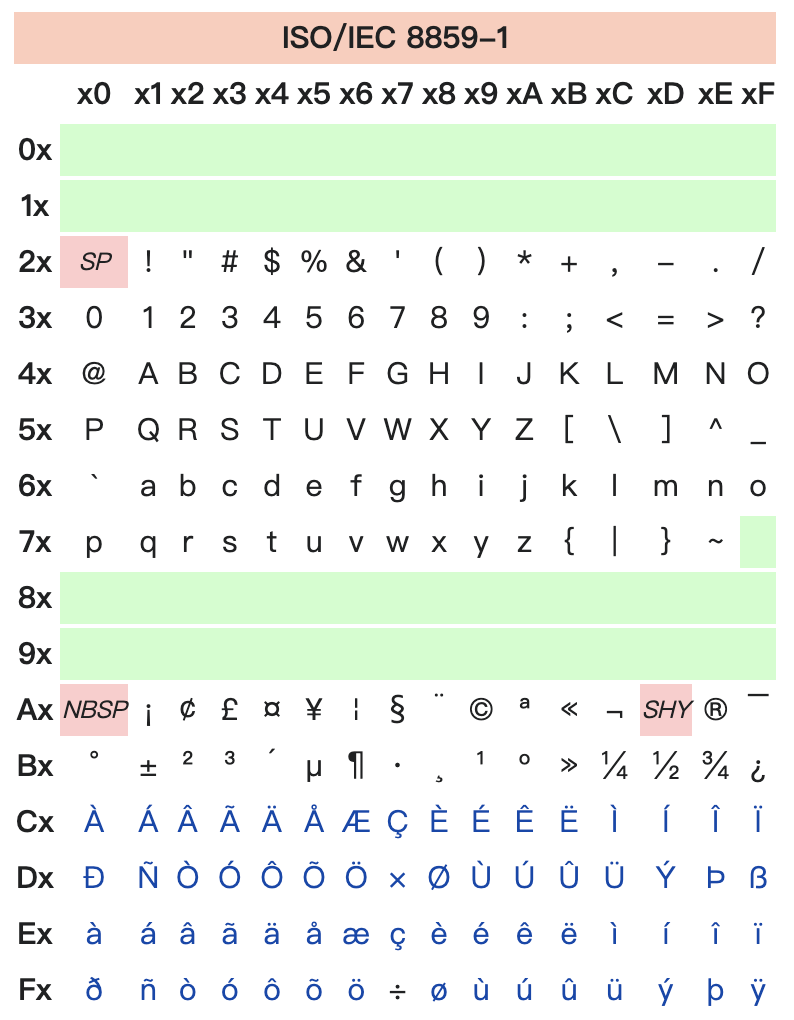 ISO/IEC 8859–1
x0 x1 x2 x3 x4 x5 x6 x7 x8 x9 xA xB xC xD xE xF
0x
1x
2x SP ! " # $ % & ' ( ) * + , – . /
3x 0 1 2 3 4 5 6 7 8 9 : ; < = > ?
4x @ A B C D E F G H I J K L M N O
5x P Q R S T U V W X Y Z [ \ ] ^ _
6x ` a b c d e f g h i j k l m n o
7x p q r s t u v w x y z { | } ~
8x
9x
Ax NBSP ¡ ¢ £ ¤ ¥ ¦ § ¨ © ª « ¬ SHY ® ¯
Bx ° ± ² ³ ´ µ ¶ · ¸ ¹ º » ¼ ½ ¾ ¿
Cx À Á Â Ã Ä Å Æ Ç È É Ê Ë Ì Í Î Ï
Dx Ð Ñ Ò Ó Ô Õ Ö × Ø Ù Ú Û Ü Ý Þ ß
Ex à á â ã ä å æ ç è é ê ë ì í î ï
Fx ð ñ ò ó ô õ ö ÷ ø ù ú û ü ý þ ÿ